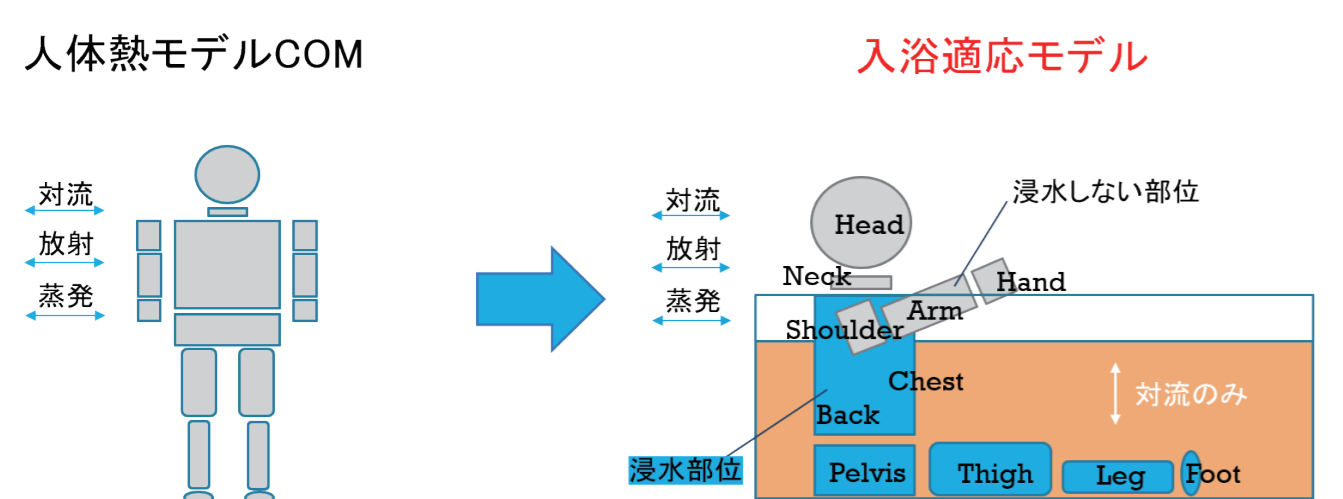 人体熱モデルCOM
入浴適応モデル
対流
放射
蒸発
対流
放射
蒸発
浸水しない部位
Head
Neck
Hand
Arm
Shoulder
Chest
対流のみ
Back
浸水部位
Pelvis
Thigh
Leg
Foot